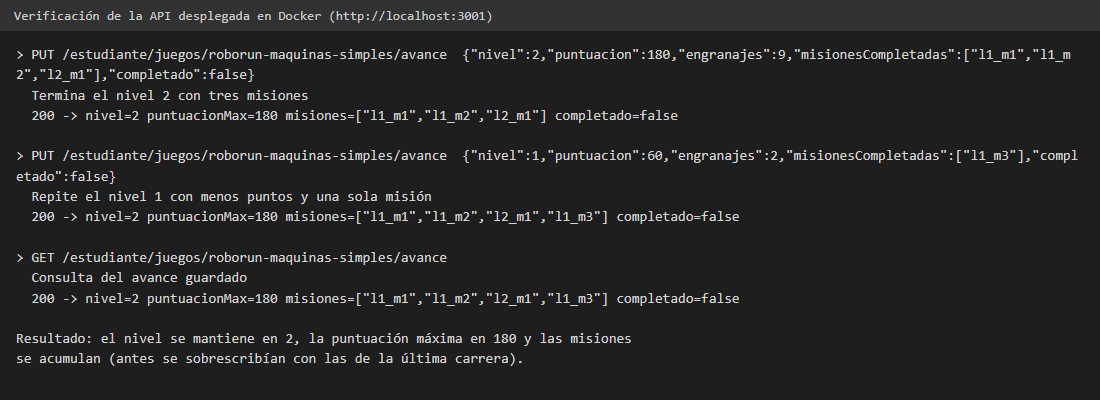 Verificación de la API desplegada en Docker (http://localhost:3001)
> PUT /estudiante/juegos/roborun-maquinas-simples/avance  {"nivel":2,"puntuacion":180,"engranajes":9,"misionesCompletadas":["l1_m1","l1_m
2","l2_m1"],"completado":false}
Termina el nivel 2 con tres misiones
200 -> nivel=2 puntuacionMax=180 misiones=["l1_m1","l1_m2","l2_m1"] completado=false
> PUT /estudiante/juegos/roborun-maquinas-simples/avance  {"nivel":1,"puntuacion":60,"engranajes":2,"misionesCompletadas":["l1_m3"],"compl
etado":false}
Repite el nivel 1 con menos puntos y una sola misión
200 -> nivel=2 puntuacionMax=180 misiones=["l1_m1","l1_m2","l2_m1","l1_m3"] completado=false
> GET /estudiante/juegos/roborun-maquinas-simples/avance
Consulta del avance guardado
200 -> nivel=2 puntuacionMax=180 misiones=["l1_m1","l1_m2","l2_m1","l1_m3"] completado=false
Resultado: el nivel se mantiene en 2, la puntuación máxima en 180 y las misiones
se acumulan (antes se sobrescribían con las de la última carrera).